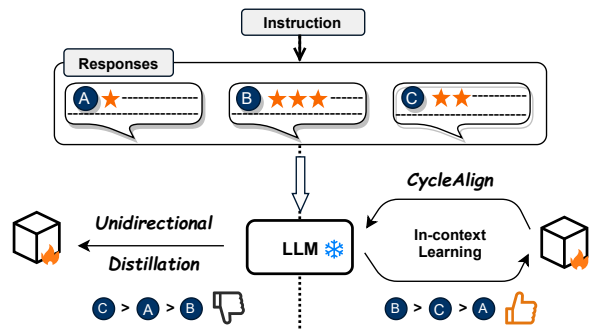 Instruction
Responses
A
B
C
CycleAlign
Unidirectional
Distillation
LLM
In-context
Learning
C > A > B
B > C > A